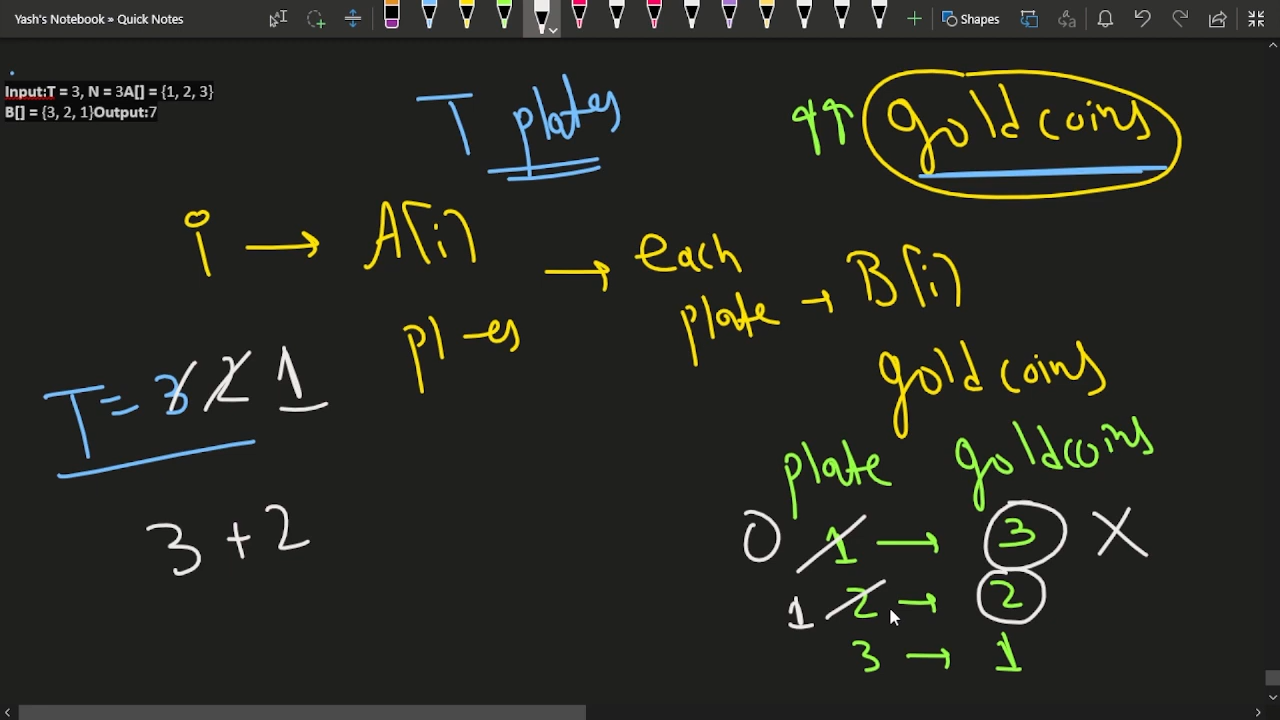 Yash's Notebook » Quick Notes
Shapes
Input:T = 3, N = 3A[] = {1, 2, 3}
B[] = {3, 2, 1}Output:7
T plates
↑↑ gold coins
i → A[i] → each
pl-es plate → B[i]
gold coins
T = 3 2 1
plate goldcoins
3 + 2
0 1 → 3 X
1 2 → 2
3 → 1